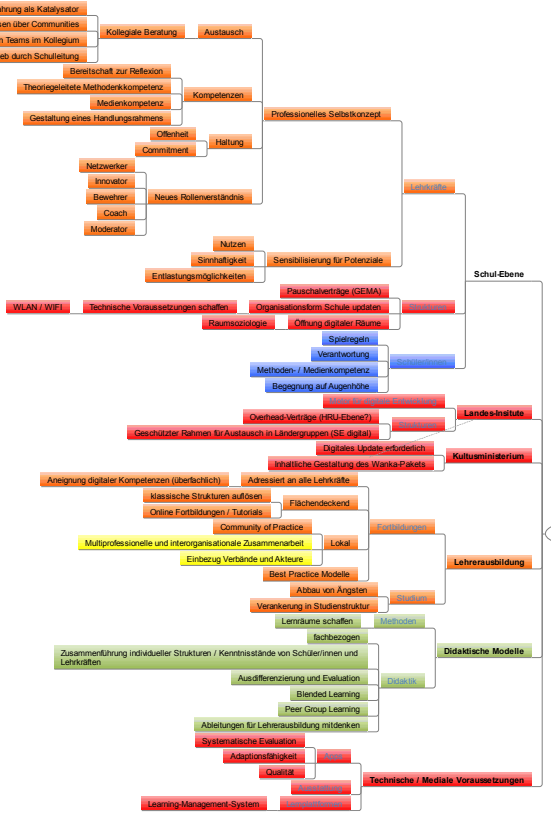 hrung als Katalysator
sen über Communities
n Teams im Kollegium
eb durch Schulleitung
Kollegiale Beratung
Austausch
Bereitschaft zur Reflexion
Theoriegeleitete Methodenkkompetenz
Medienkompetenz
Gestaltung eines Handlungsrahmens
Kompetenzen
Professionelles Selbstkonzept
Offenheit
Commitment
Haltung
Netzwerker
Innovator
Bewehrer
Coach
Moderator
Neues Rollenverständnis
Lehrkräfte
Nutzen
Sinnhaftigkeit
Entlastungsmöglichkeiten
Sensibilisierung für Potenziale
Schul-Ebene
Pauschalverträge (GEMA)
WLAN / WIFI
Technische Voraussetzungen schaffen
Organisationsform Schule updaten
Raumsoziologie
Öffnung digitaler Räume
Spielregeln
Verantwortung
Methoden- / Medienkompetenz
Begegnung auf Augenhöhe
Schüler/innen
Landes-Insitute
Overhead-Verträge (HRU-Ebene?)
Geschützter Rahmen für Austausch in Ländergruppen (SE digital)
Digitales Update erforderlich
Inhaltliche Gestaltung des Wanka-Pakets
Kultusministerium
Aneignung digitaler Kompetenzen (überfachlich)
Adressiert an alle Lehrkräfte
klassische Strukturen auflösen
Online Fortbildungen / Tutorials
Flächendeckend
Fortbildungen
Community of Practice
Multiprofessionelle und interorganisationale Zusammenarbeit
Einbezug Verbände und Akteure
Lokal
Best Practice Modelle
Lehrerausbildung
Abbau von Ängsten
Verankerung in Studienstruktur
Studium
Lernräume schaffen
Methoden
fachbezogen
Zusammenführung individueller Strukturen / Kenntnisstände von Schüler/innen und
Lehrkräften
Didaktische Modelle
Ausdifferenzierung und Evaluation
Didaktik
Blended Learning
Peer Group Learning
Ableitungen für Lehrerausbildung mitdenken
Systematische Evaluation
Adaptionsfähigkeit
Qualität
Technische / Mediale Voraussetzungen
Learning-Management-System